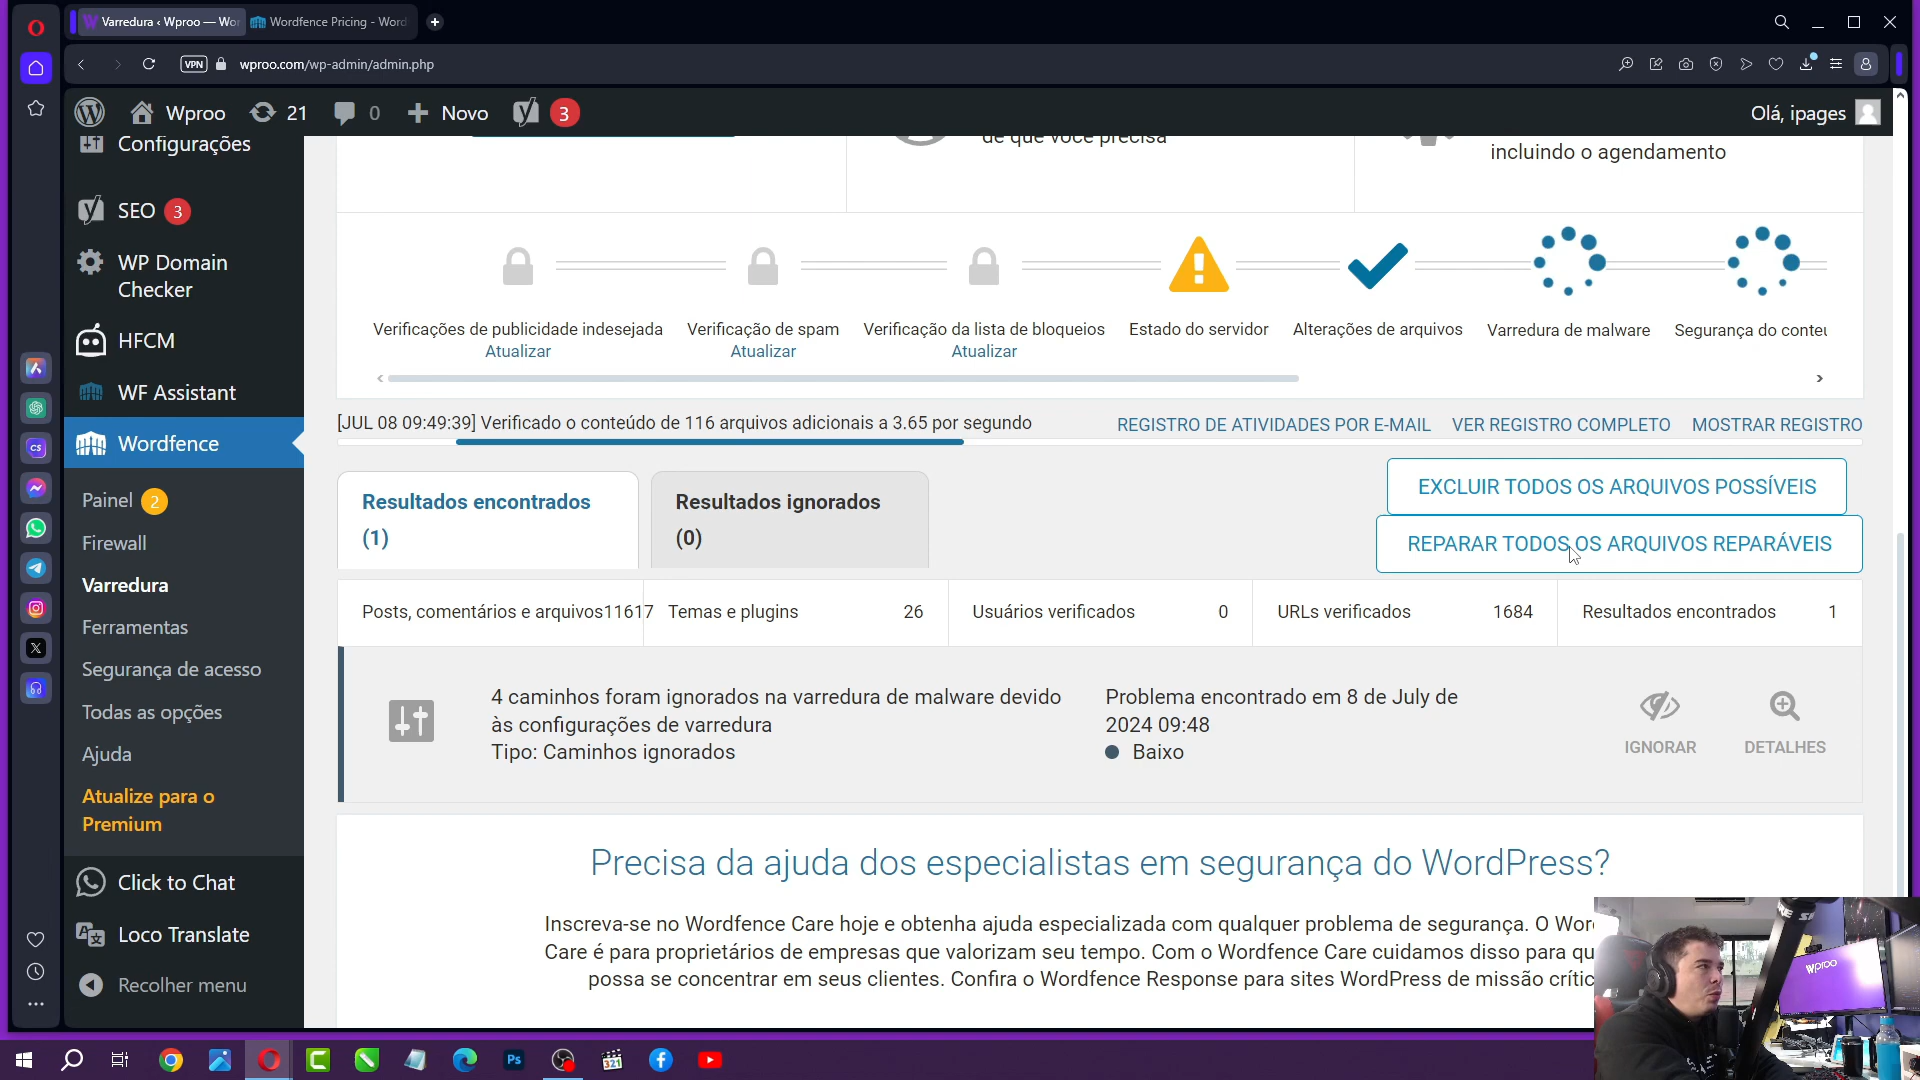 Varredura ‹ Wproo — Wor
Wordfence Pricing - Word
VPN
wproo.com/wp-admin/admin.php
Wproo
21
0
Novo
3
Olá, ipages
Configurações
SEO 3
WP Domain
Checker
HFCM
WF Assistant
Wordfence
Painel 2
Firewall
Varredura
Ferramentas
Segurança de acesso
Todas as opções
Ajuda
Atualize para o
Premium
Click to Chat
Loco Translate
Recolher menu
de que você precisa
incluindo o agendamento
Verificações de publicidade indesejada
Atualizar
Verificação de spam
Atualizar
Verificação da lista de bloqueios
Atualizar
Estado do servidor
Alterações de arquivos
Varredura de malware
Segurança do conteu
[JUL 08 09:49:39] Verificado o conteúdo de 116 arquivos adicionais a 3.65 por segundo
REGISTRO DE ATIVIDADES POR E-MAIL
VER REGISTRO COMPLETO
MOSTRAR REGISTRO
Resultados encontrados
(1)
Resultados ignorados
(0)
EXCLUIR TODOS OS ARQUIVOS POSSÍVEIS
REPARAR TODOS OS ARQUIVOS REPARÁVEIS
Posts, comentários e arquivos11617
Temas e plugins 26
Usuários verificados 0
URLs verificados 1684
Resultados encontrados 1
4 caminhos foram ignorados na varredura de malware devido
às configurações de varredura
Tipo: Caminhos ignorados
Problema encontrado em 8 de July de
2024 09:48
Baixo
IGNORAR
DETALHES
Precisa da ajuda dos especialistas em segurança do WordPress?
Inscreva-se no Wordfence Care hoje e obtenha ajuda especializada com qualquer problema de segurança. O Wor
Care é para proprietários de empresas que valorizam seu tempo. Com o Wordfence Care cuidamos disso para qu
possa se concentrar em seus clientes. Confira o Wordfence Response para sites WordPress de missão crític
wproo
Ps
321